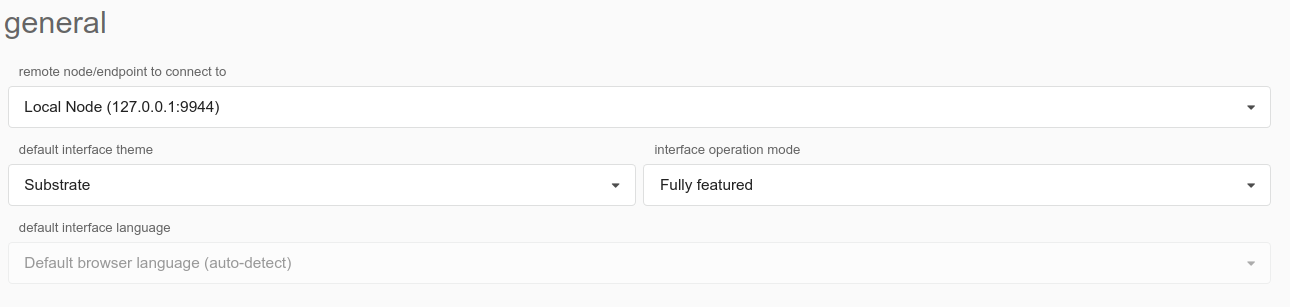 general
remote node/endpoint to connect to
Local Node (127.0.0.1:9944)
default interface theme
interface operation mode
Substrate
Fully featured
default interface language
Default browser language (auto-detect)